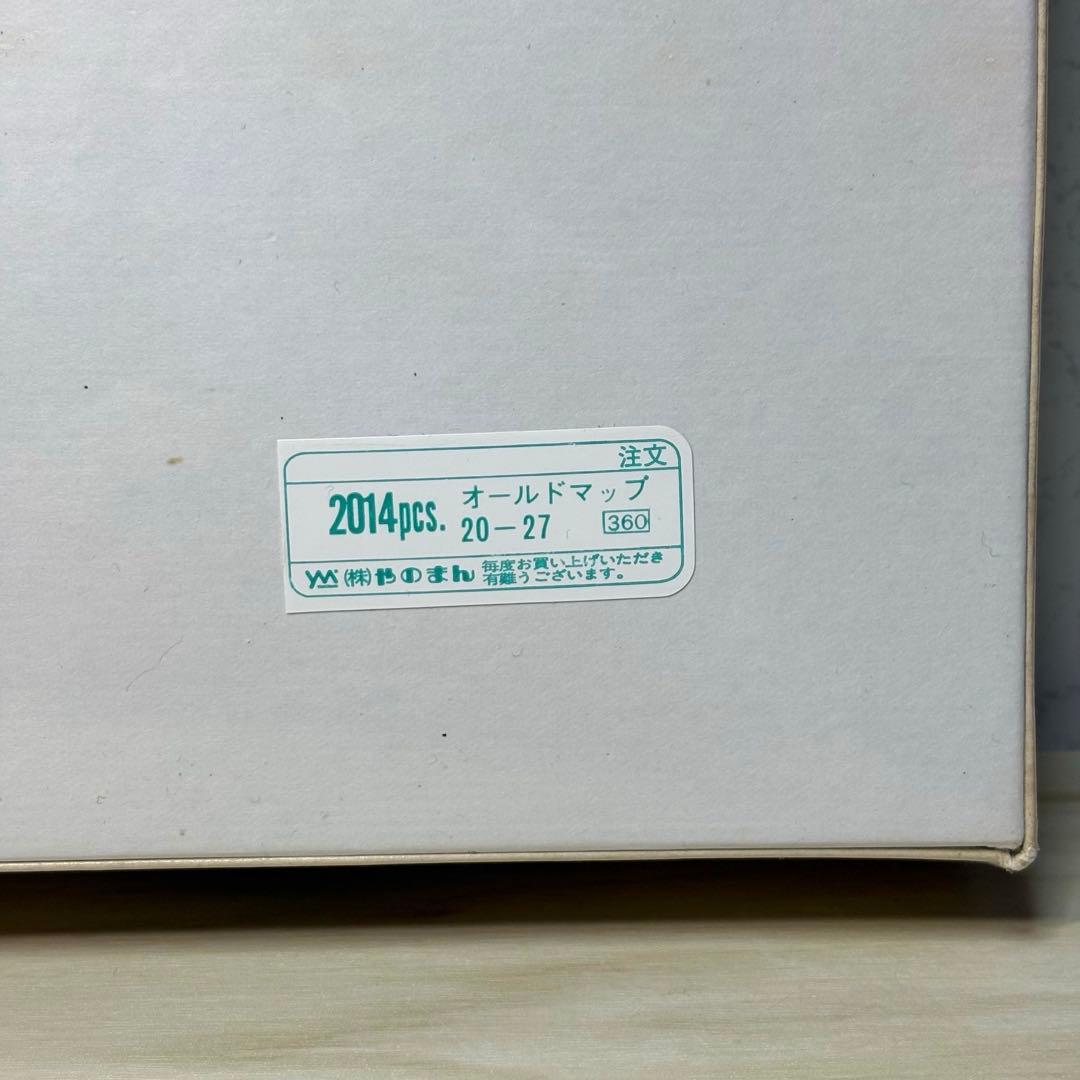 注文
2014pcs. オールドマップ
20-27 360
YM (株)やのまん 毎度お買い上げいただき
有難うございます。